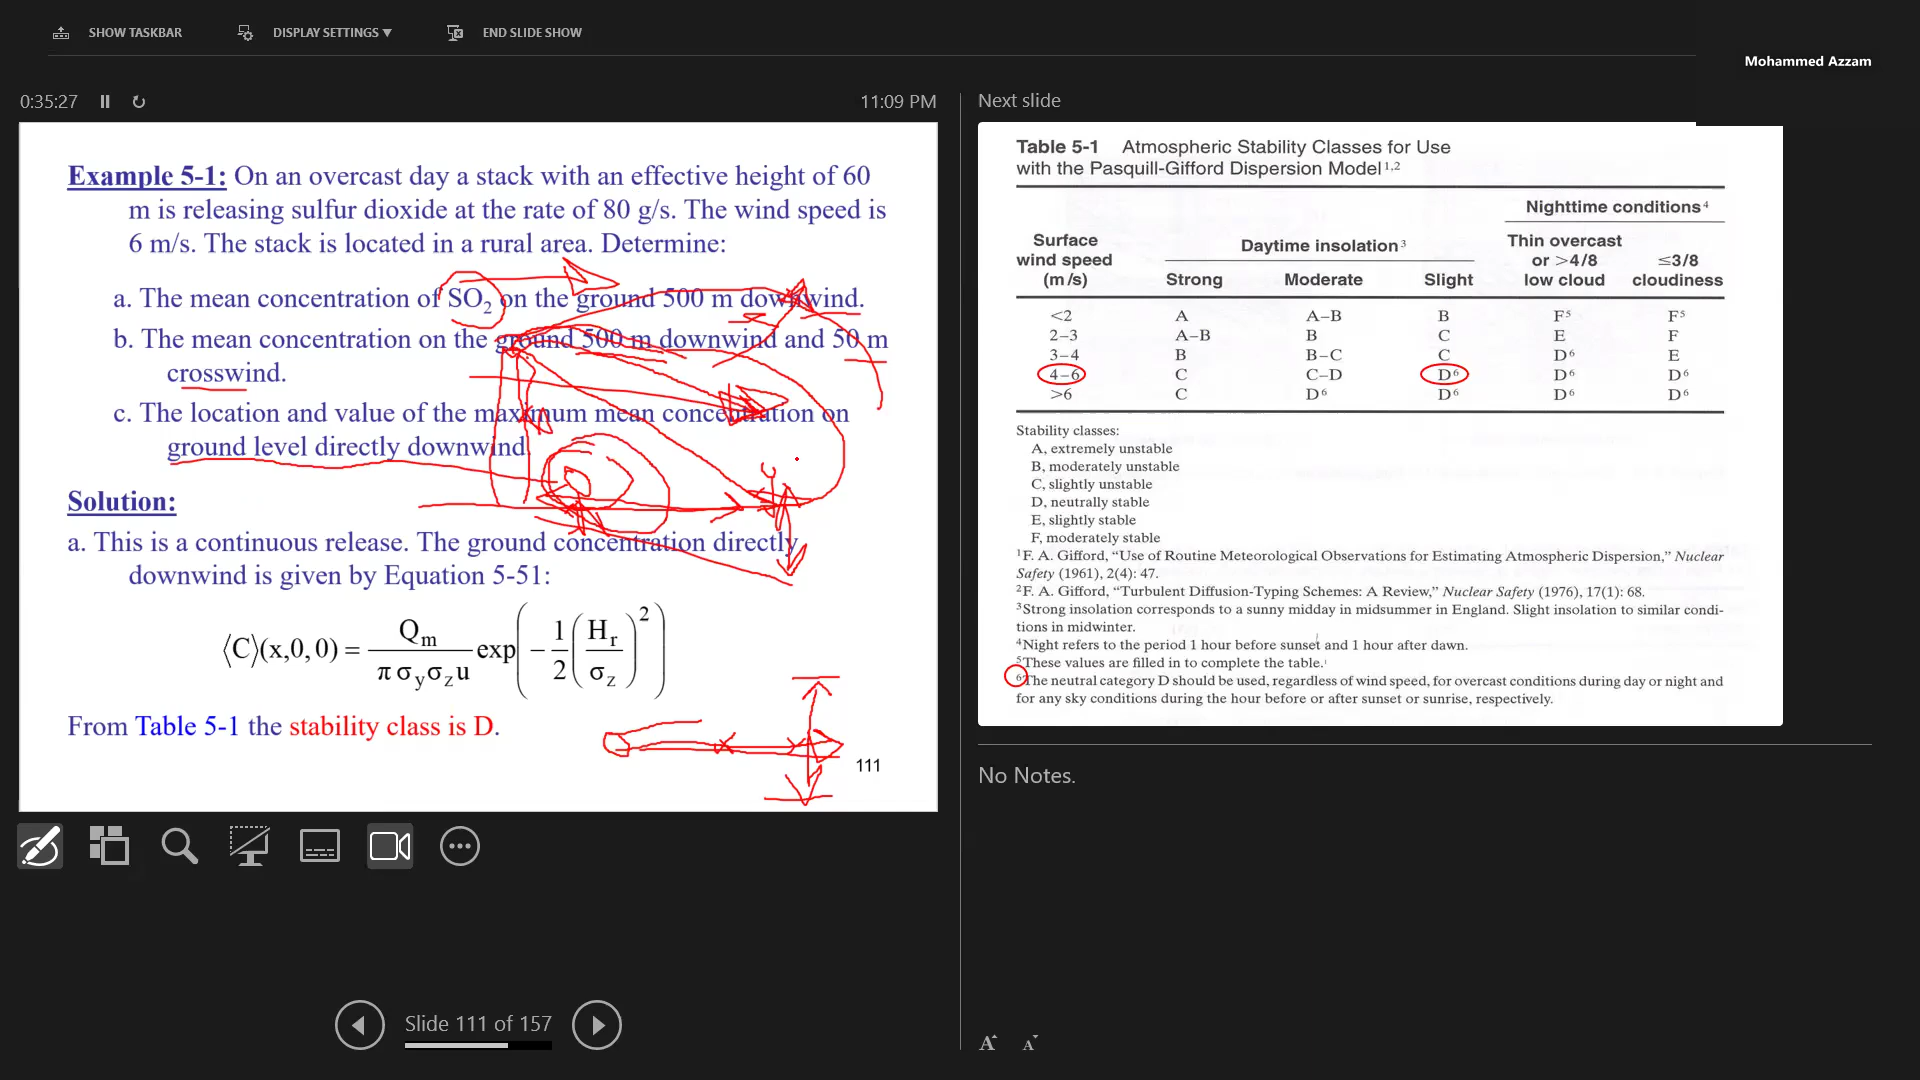 SHOW TASKBAR
DISPLAY SETTINGS ▼
END SLIDE SHOW
Mohammed Azzam
0:35:27
11:09 PM
Example 5-1: On an overcast day a stack with an effective height of 60
m is releasing sulfur dioxide at the rate of 80 g/s. The wind speed is
6 m/s. The stack is located in a rural area. Determine:
a. The mean concentration of SO₂ on the ground 500 m downwind.
b. The mean concentration on the ground 500 m downwind and 50 m
crosswind.
c. The location and value of the maximum mean concentration on
ground level directly downwind.
Solution:
a. This is a continuous release. The ground concentration directly
downwind is given by Equation 5-51:
⟨C⟩(x,0,0) = Qₘ / (π σ_y σ_z u) exp(−1/2 (H_r/σ_z)²)
From Table 5-1 the stability class is D.
111
Next slide
Table 5-1 Atmospheric Stability Classes for Use
with the Pasquill-Gifford Dispersion Model¹,²
Nighttime conditions⁴
Surface
wind speed
(m/s)
Daytime insolation³
Strong Moderate Slight
Thin overcast
or >4/8
low cloud
≤3/8
cloudiness
<2 A A–B B F⁵ F⁵
2–3 A–B B C E F
3–4 B B–C C D⁶ E
4–6 C C–D D⁶ D⁶ D⁶
>6 C D⁶ D⁶ D⁶ D⁶
Stability classes:
A, extremely unstable
B, moderately unstable
C, slightly unstable
D, neutrally stable
E, slightly stable
F, moderately stable
¹F. A. Gifford, “Use of Routine Meteorological Observations for Estimating Atmospheric Dispersion,” Nuclear
Safety (1961), 2(4): 47.
²F. A. Gifford, “Turbulent Diffusion-Typing Schemes: A Review,” Nuclear Safety (1976), 17(1): 68.
³Strong insolation corresponds to a sunny midday in midsummer in England. Slight insolation to similar condi-
tions in midwinter.
⁴Night refers to the period 1 hour before sunset and 1 hour after dawn.
⁵These values are filled in to complete the table.
⁶The neutral category D should be used, regardless of wind speed, for overcast conditions during day or night and
for any sky conditions during the hour before or after sunset or sunrise, respectively.
No Notes.
Slide 111 of 157
A A